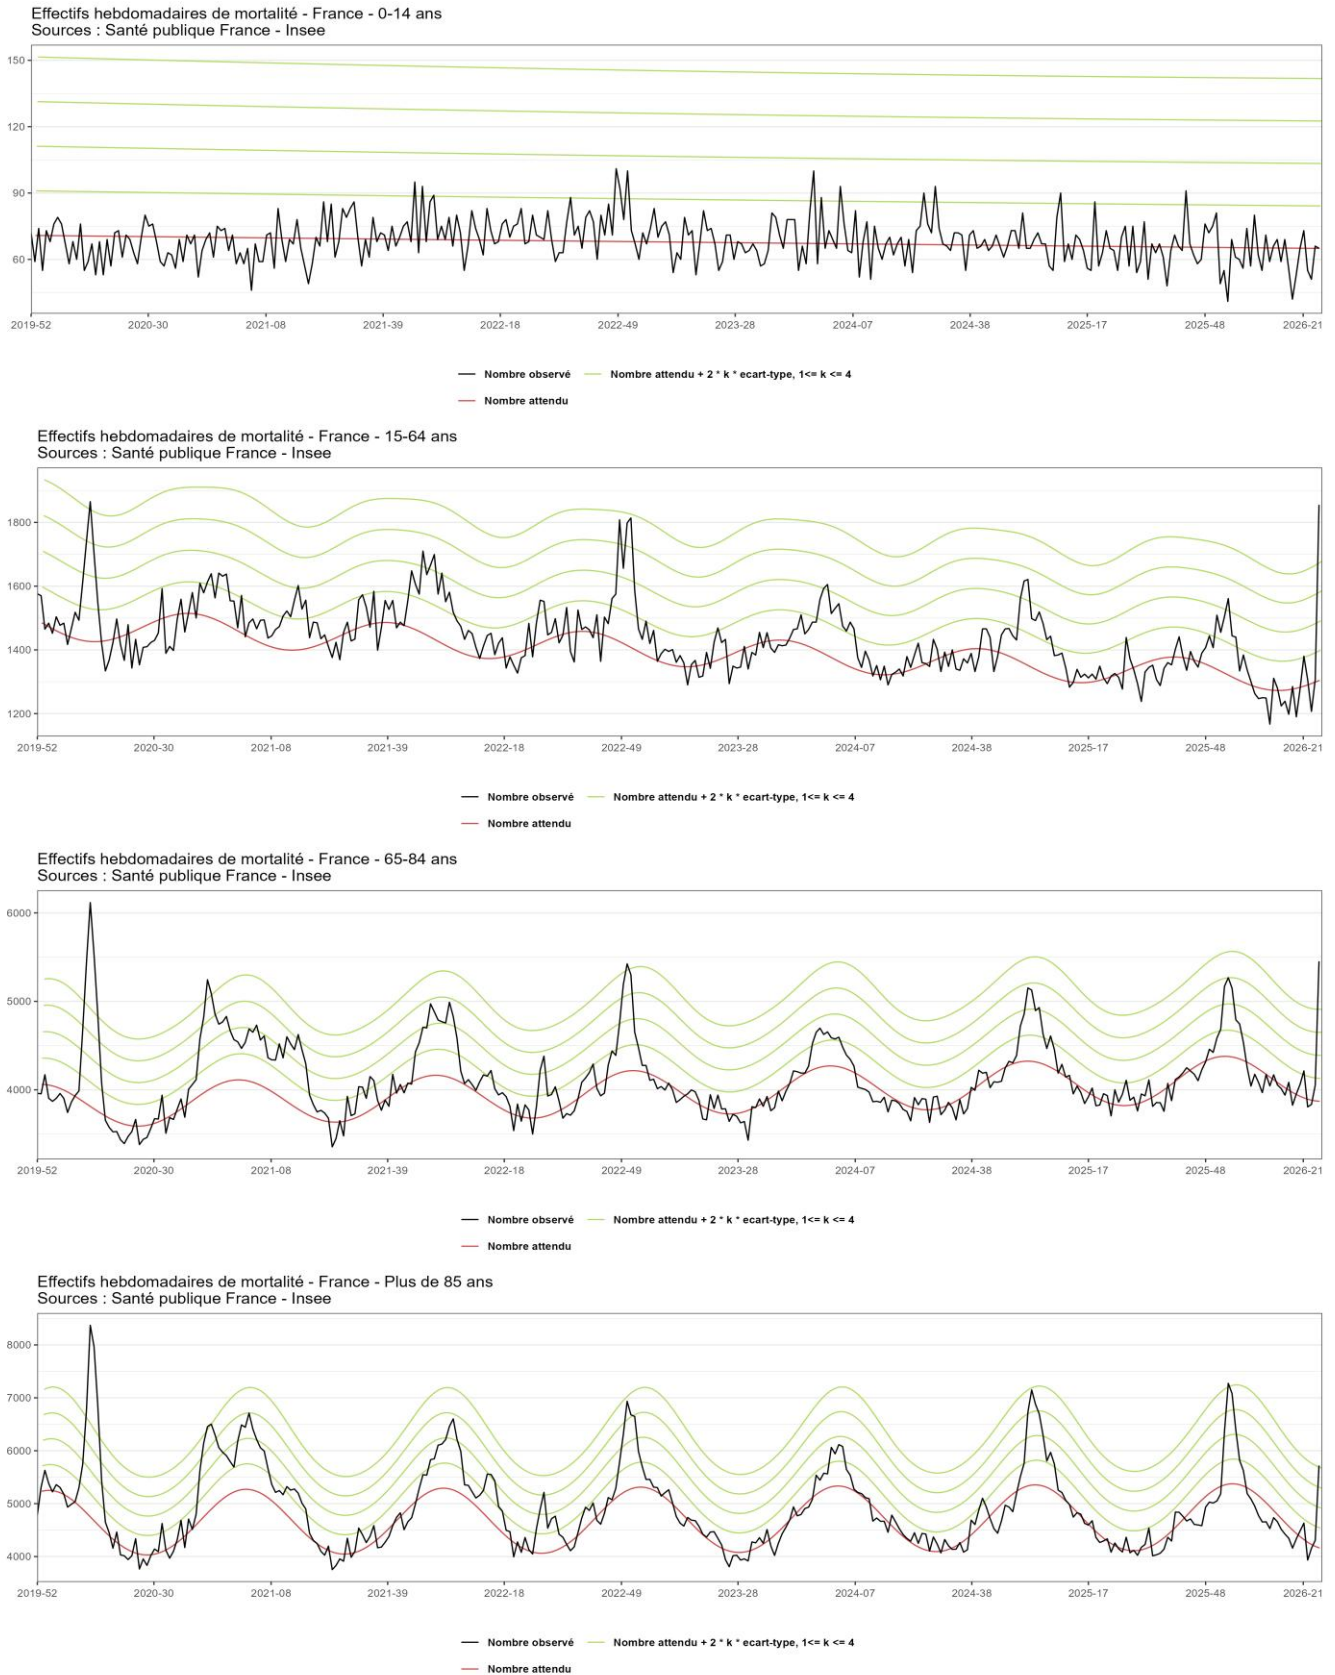 Effectifs hebdomadaires de mortalité - France - 0-14 ans
Sources : Santé publique France - Insee
150
120
90
60
2019-52 2020-30 2021-08 2021-39 2022-18 2022-49 2023-28 2024-07 2024-38 2025-17 2025-48 2026-21
Nombre observé Nombre attendu + 2 * k * ecart-type, 1<= k <= 4
Nombre attendu
Effectifs hebdomadaires de mortalité - France - 15-64 ans
Sources : Santé publique France - Insee
1800
1600
1400
1200
2019-52 2020-30 2021-08 2021-39 2022-18 2022-49 2023-28 2024-07 2024-38 2025-17 2025-48 2026-21
Nombre observé Nombre attendu + 2 * k * ecart-type, 1<= k <= 4
Nombre attendu
Effectifs hebdomadaires de mortalité - France - 65-84 ans
Sources : Santé publique France - Insee
6000
5000
4000
2019-52 2020-30 2021-08 2021-39 2022-18 2022-49 2023-28 2024-07 2024-38 2025-17 2025-48 2026-21
Nombre observé Nombre attendu + 2 * k * ecart-type, 1<= k <= 4
Nombre attendu
Effectifs hebdomadaires de mortalité - France - Plus de 85 ans
Sources : Santé publique France - Insee
8000
7000
6000
5000
4000
2019-52 2020-30 2021-08 2021-39 2022-18 2022-49 2023-28 2024-07 2024-38 2025-17 2025-48 2026-21
Nombre observé Nombre attendu + 2 * k * ecart-type, 1<= k <= 4
Nombre attendu